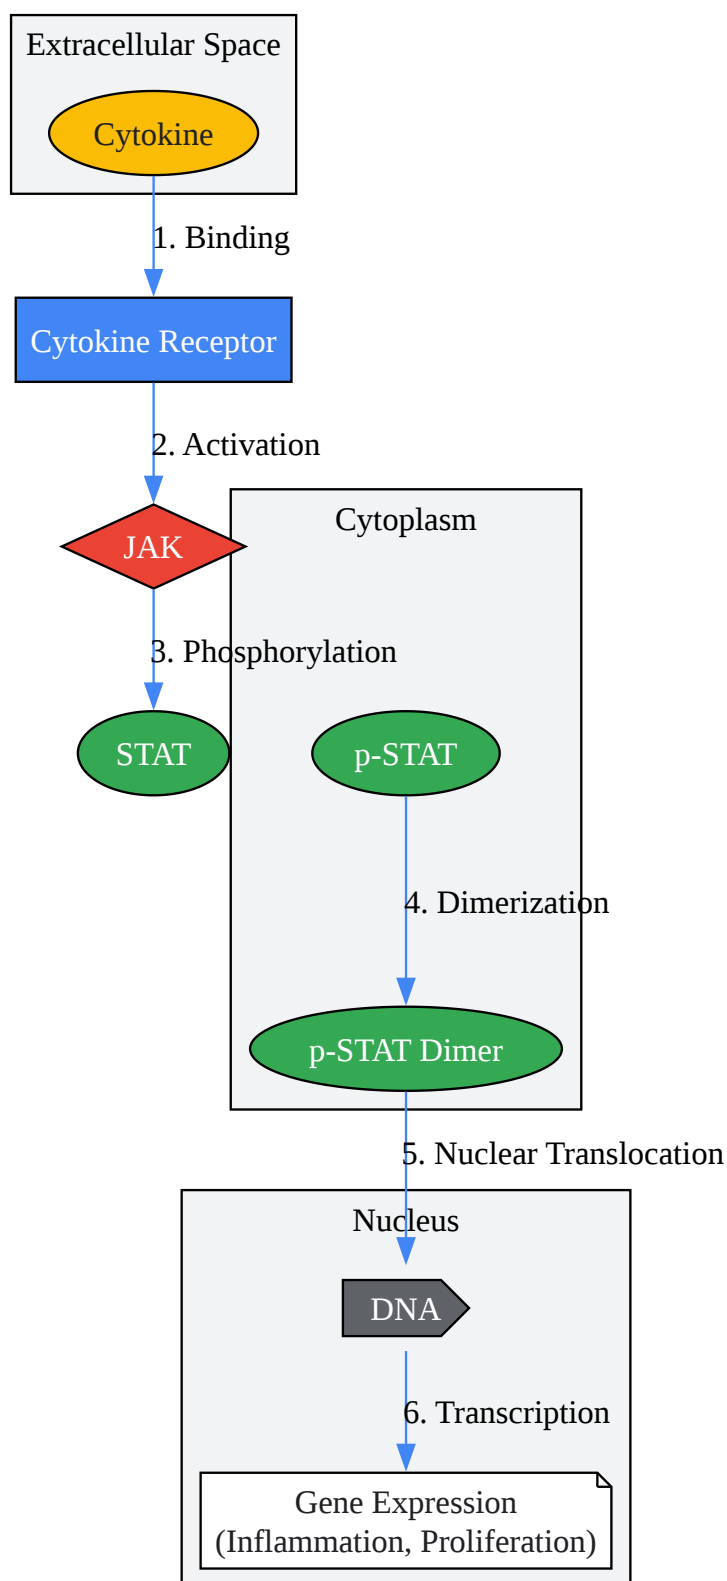 Extracellular Space
Cytokine
1. Binding
Cytokine Receptor
2. Activation
Cytoplasm
JAK
3. Phosphorylation
STAT
p-STAT
4. Dimerization
p-STAT Dimer
5. Nuclear Translocation
Nucleus
DNA
6. Transcription
Gene Expression
(Inflammation, Proliferation)